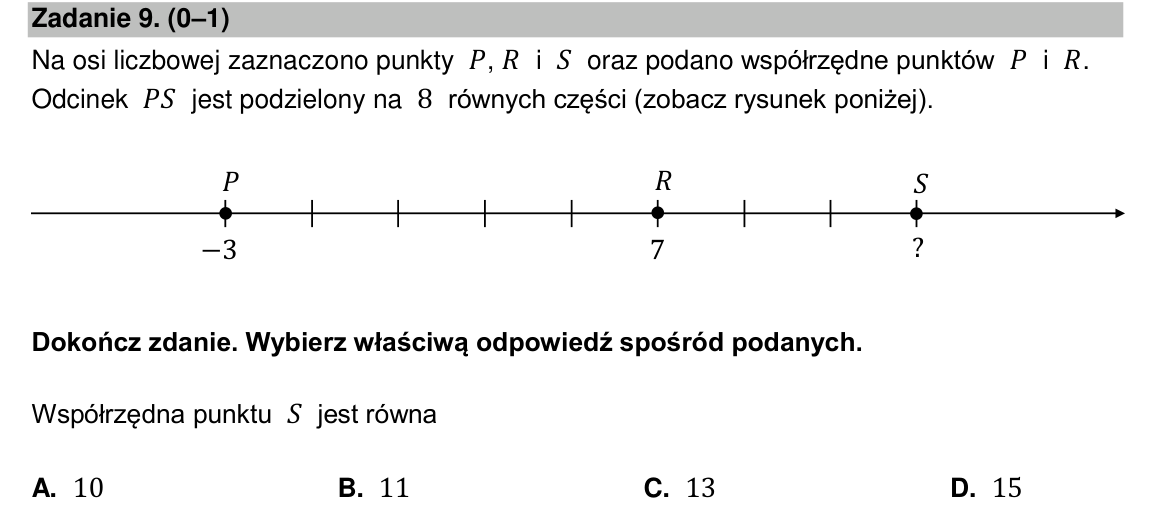 Zadanie 9. (0–1)
Na osi liczbowej zaznaczono punkty P, R i S oraz podano współrzędne punktów P i R.
Odcinek PS jest podzielony na 8 równych części (zobacz rysunek poniżej).
P R S
−3 7 ?
Dokończ zdanie. Wybierz właściwą odpowiedź spośród podanych.
Współrzędna punktu S jest równa
A. 10 B. 11 C. 13 D. 15